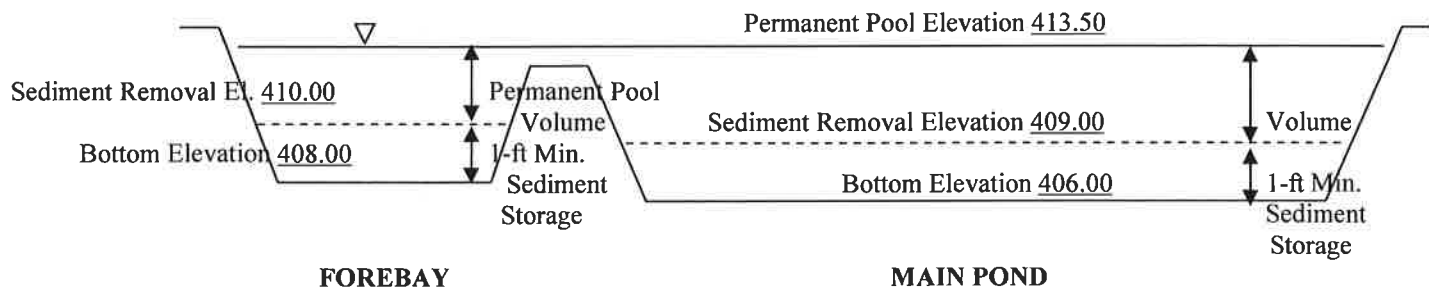 Permanent Pool Elevation 413.50
Sediment Removal El. 410.00
Permanent Pool
Volume
Bottom Elevation 408.00
1-ft Min.
Sediment
Storage
Sediment Removal Elevation 409.00
Volume
Bottom Elevation 406.00
1-ft Min.
Sediment
Storage
FOREBAY
MAIN POND